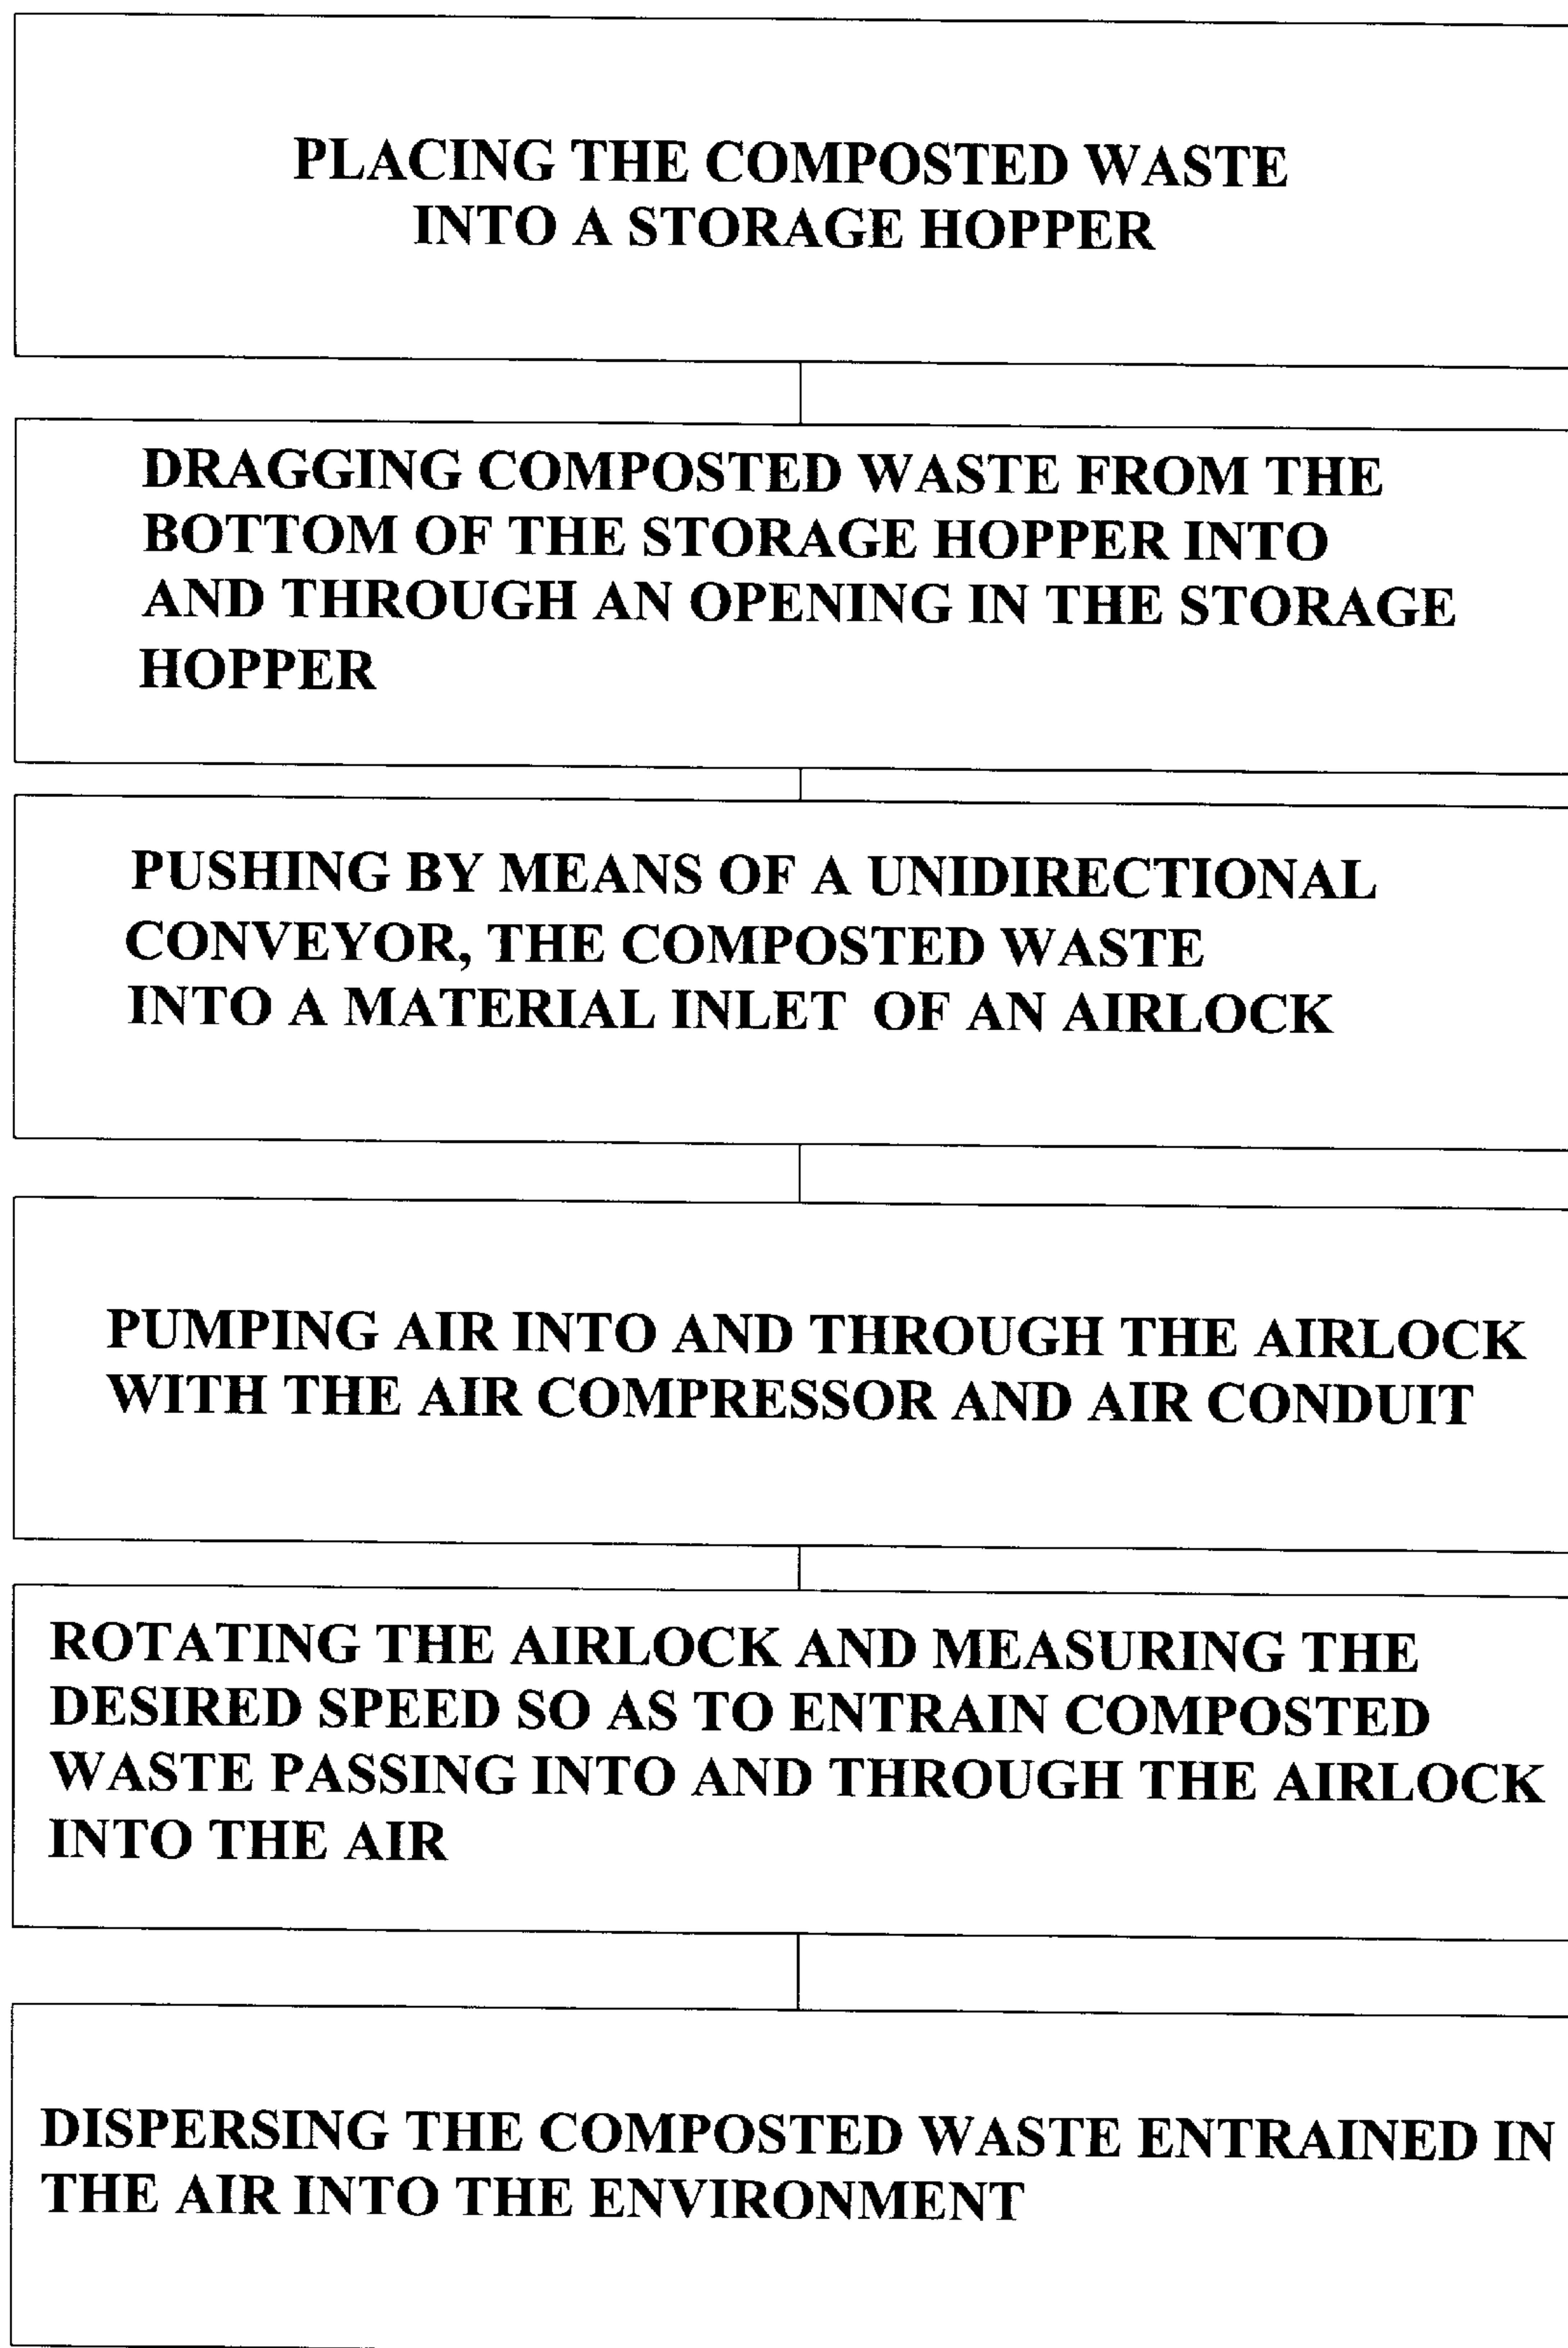 PLACING THE COMPOSTED WASTE
INTO A STORAGE HOPPER
DRAGGING COMPOSTED WASTE FROM THE
BOTTOM OF THE STORAGE HOPPER INTO
AND THROUGH AN OPENING IN THE STORAGE
HOPPER
PUSHING BY MEANS OF A UNIDIRECTIONAL
CONVEYOR, THE COMPOSTED WASTE
INTO A MATERIAL INLET OF AN AIRLOCK
PUMPING AIR INTO AND THROUGH THE AIRLOCK
WITH THE AIR COMPRESSOR AND AIR CONDUIT
ROTATING THE AIRLOCK AND MEASURING THE
DESIRED SPEED SO AS TO ENTRAIN COMPOSTED
WASTE PASSING INTO AND THROUGH THE AIRLOCK
INTO THE AIR
DISPERSING THE COMPOSTED WASTE ENTRAINED IN
THE AIR INTO THE ENVIRONMENT